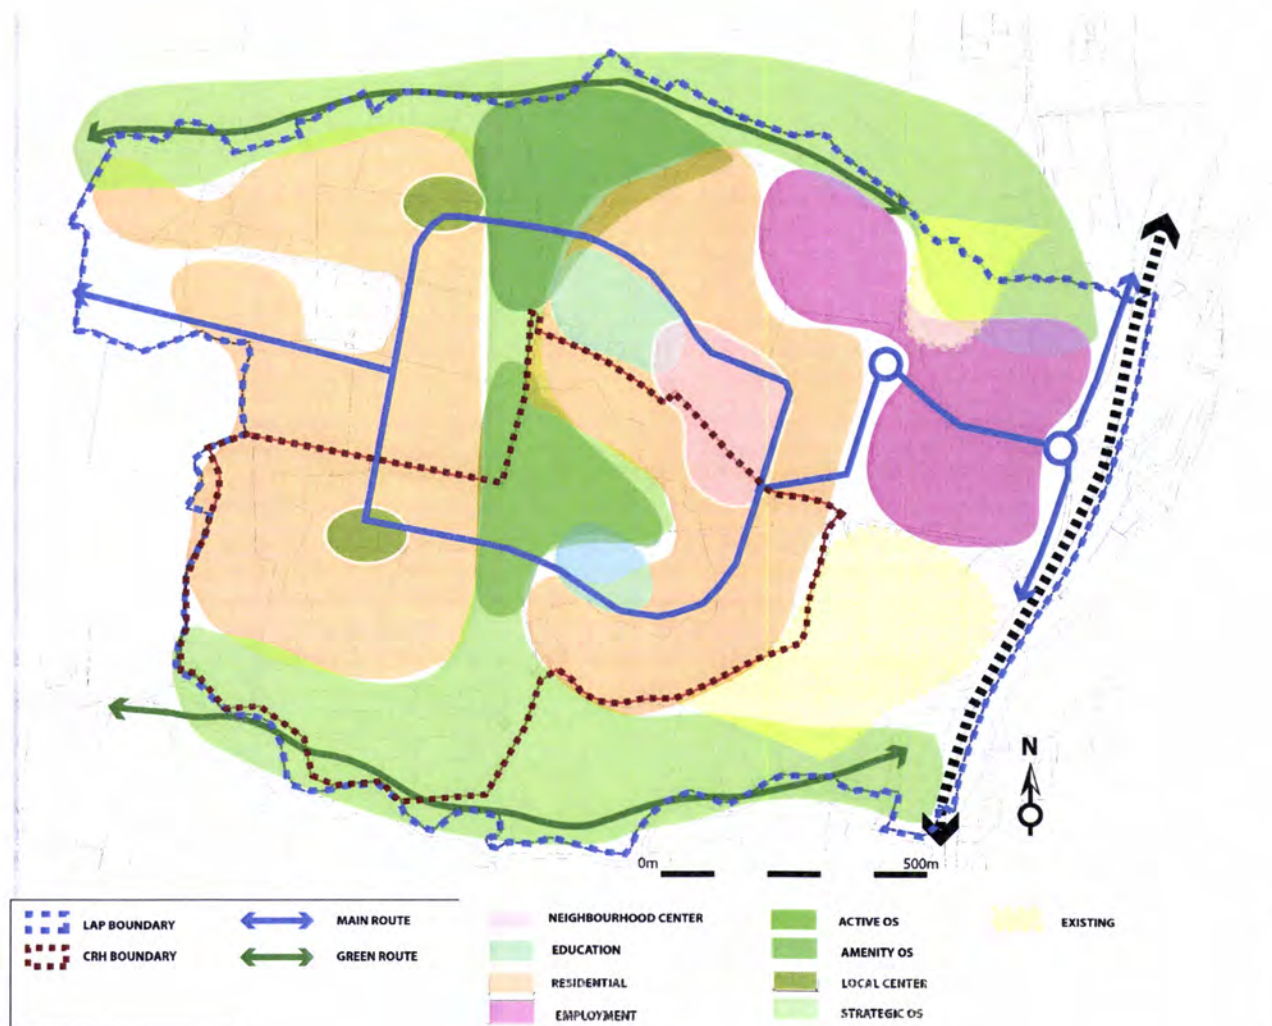 N
0m
500m
LAP BOUNDARY
MAIN ROUTE
NEIGHBOURHOOD CENTER
ACTIVE OS
EXISTING
CRH BOUNDARY
GREEN ROUTE
EDUCATION
AMENITY OS
RESIDENTIAL
LOCAL CENTER
EMPLOYMENT
STRATEGIC OS